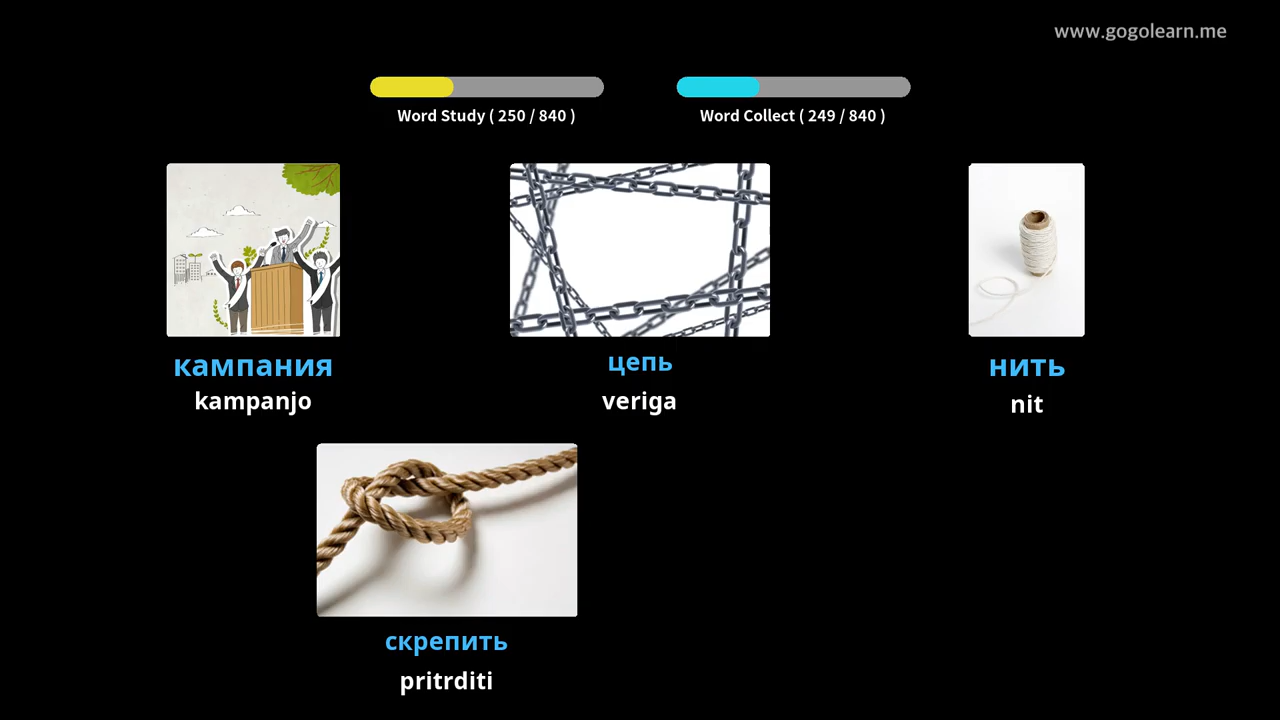 www.gogolearn.me
Word Study ( 250 / 840 )
Word Collect ( 249 / 840 )
кампания
kampanjo
цепь
veriga
нить
nit
скрепить
pritrditi